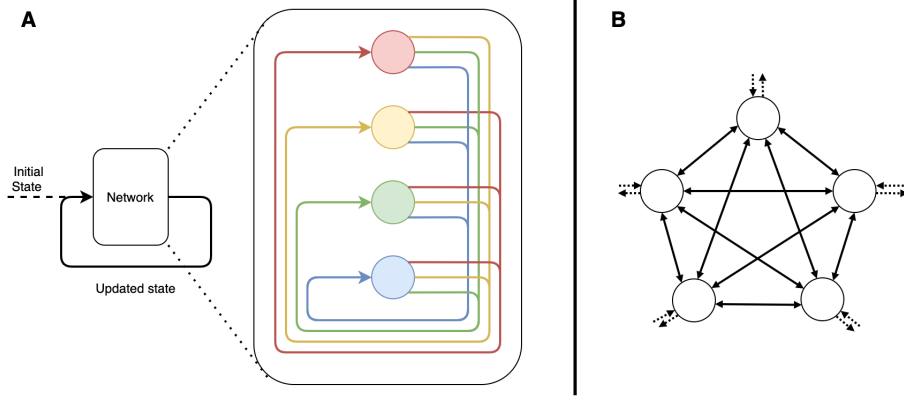 A
B
Initial
State
Network
Updated state